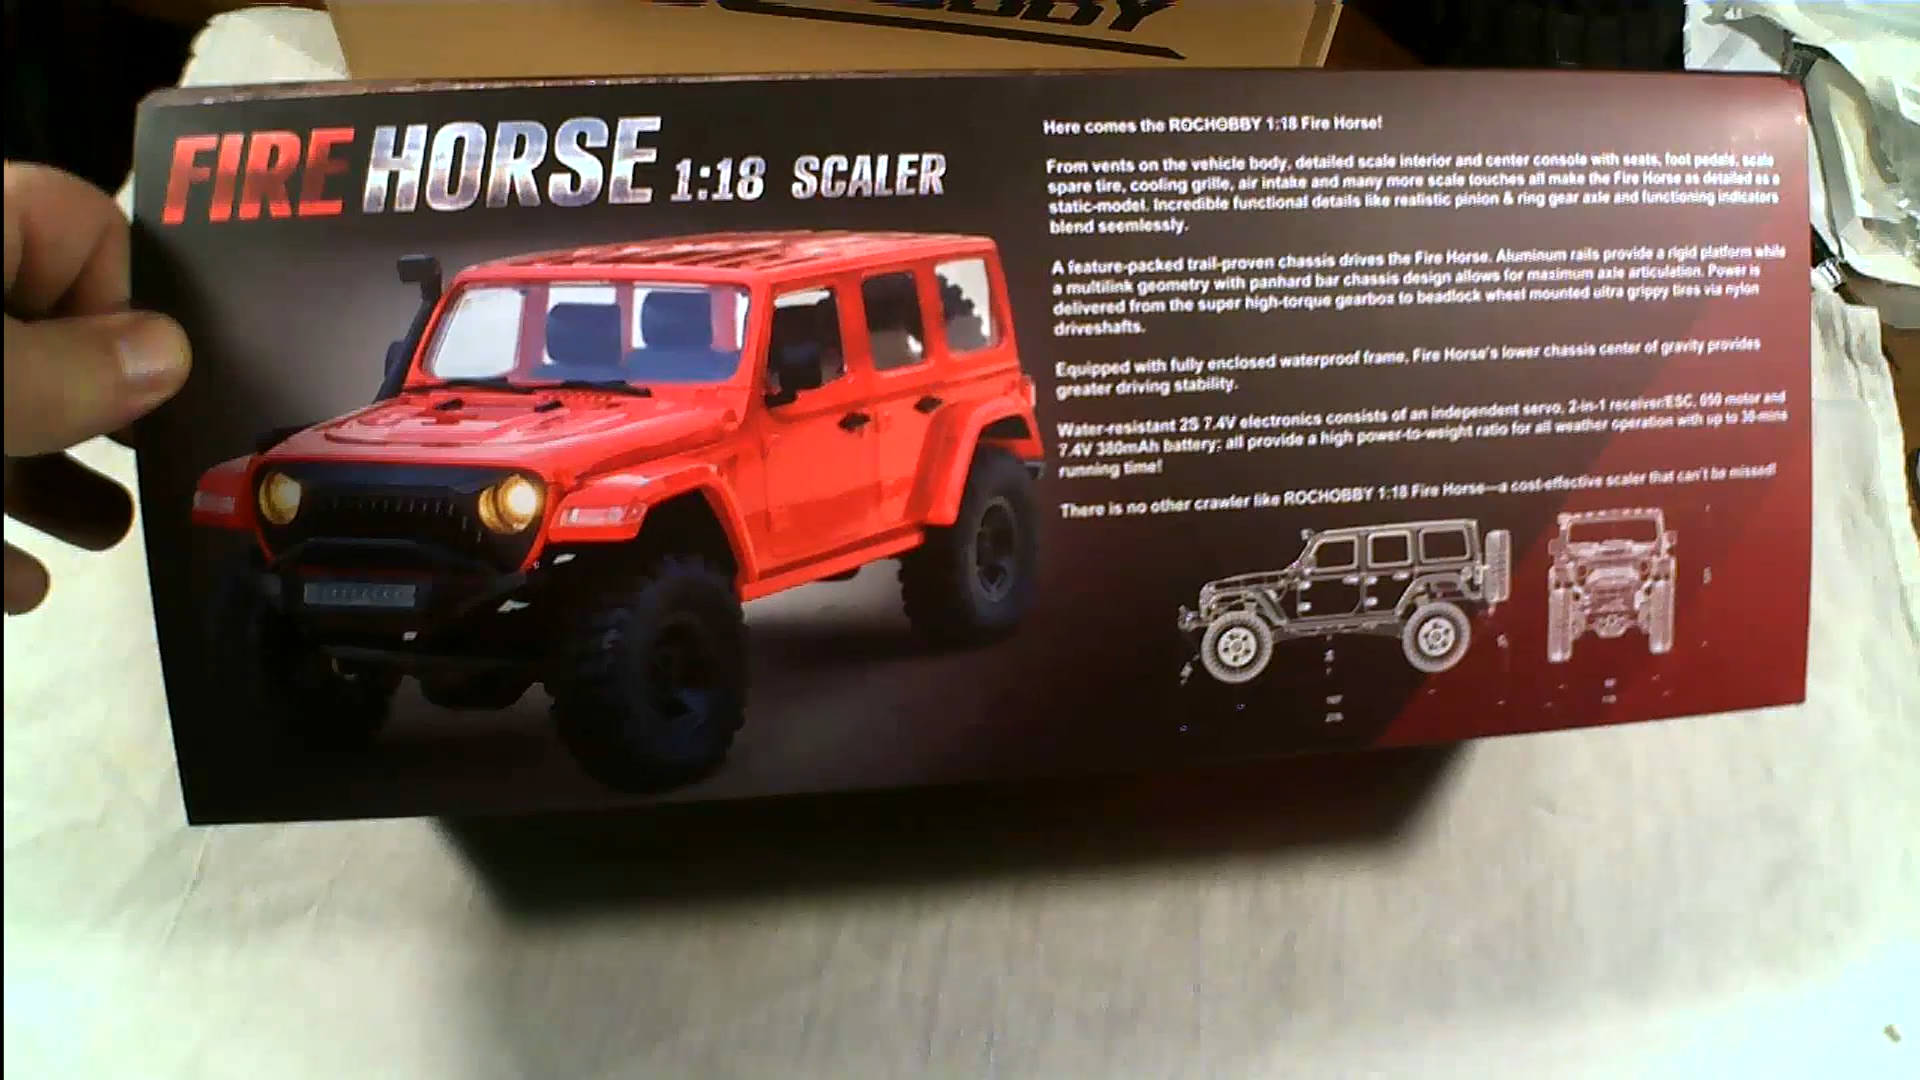 FIRE HORSE 1:18 SCALER
Here comes the ROCHOBBY 1:18 Fire Horse!
From vents on the vehicle body, detailed scale interior and center console with seats, foot pedals, scale
spare tire, cooling grille, air intake and many more scale touches all make the Fire Horse as detailed as a
static-model. Incredible functional details like realistic pinion & ring gear axle and functioning indicators
blend seemlessly.
A feature-packed trail-proven chassis drives the Fire Horse. Aluminum rails provide a rigid platform while
a multilink geometry with panhard bar chassis design allows for maximum axle articulation. Power is
delivered from the super high-torque gearbox to beadlock wheel mounted ultra grippy tires via nylon
driveshafts.
Equipped with fully enclosed waterproof frame, Fire Horse's lower chassis center of gravity provides
greater driving stability.
Water-resistant 2S 7.4V electronics consists of an independent servo, 2-in-1 receiver/ESC, 050 motor and
7.4V 380mAh battery; all provide a high power-to-weight ratio for all weather operation with up to 30-mins
running time!
There is no other crawler like ROCHOBBY 1:18 Fire Horse—a cost-effective scaler that can't be missed!